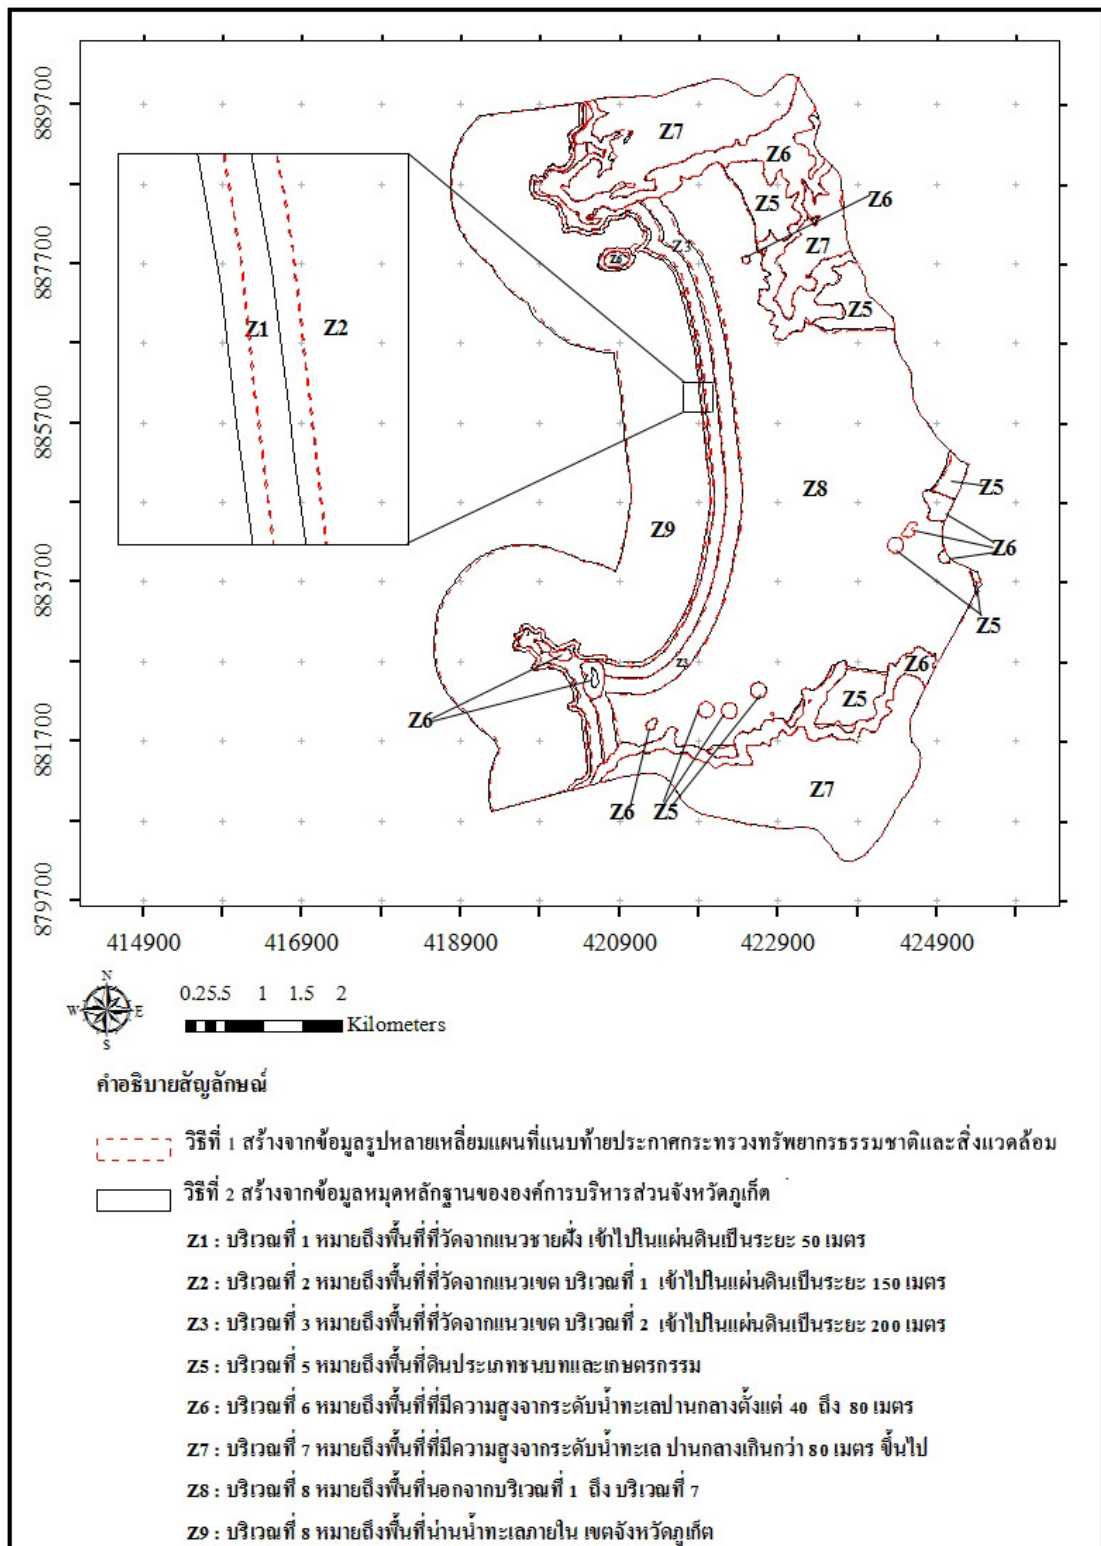 889700
887700
885700
883700
881700
879700
Z7
Z6
Z5
Z6
Z3
Z6
Z7
Z5
Z1
Z2
Z8
Z5
Z9
Z6
Z5
Z3
Z6
Z5
Z6
Z6
Z5
Z7
414900 416900 418900 420900 422900 424900
N
W E
S
0.25.5 1 1.5 2
Kilometers
คำอธิบายสัญลักษณ์
วิธีที่ 1 สร้างจากข้อมูลรูปหลายเหลี่ยมแผนที่แนบท้ายประกาศกระทรวงทรัพยากรธรรมชาติและสิ่งแวดล้อม
วิธีที่ 2 สร้างจากข้อมูลหมุดหลักฐานขององค์การบริหารส่วนจังหวัดภูเก็ต
Z1 : บริเวณที่ 1 หมายถึงพื้นที่ที่วัดจากแนวชายฝั่ง เข้าไปในแผ่นดินเป็นระยะ 50 เมตร
Z2 : บริเวณที่ 2 หมายถึงพื้นที่ที่วัดจากแนวเขต บริเวณที่ 1 เข้าไปในแผ่นดินเป็นระยะ 150 เมตร
Z3 : บริเวณที่ 3 หมายถึงพื้นที่ที่วัดจากแนวเขต บริเวณที่ 2 เข้าไปในแผ่นดินเป็นระยะ 200 เมตร
Z5 : บริเวณที่ 5 หมายถึงพื้นที่ดินประเภทชนบทและเกษตรกรรม
Z6 : บริเวณที่ 6 หมายถึงพื้นที่ที่มีความสูงจากระดับน้ำทะเลปานกลางตั้งแต่ 40 ถึง 80 เมตร
Z7 : บริเวณที่ 7 หมายถึงพื้นที่ที่มีความสูงจากระดับน้ำทะเล ปานกลางเกินกว่า 80 เมตร ขึ้นไป
Z8 : บริเวณที่ 8 หมายถึงพื้นที่นอกจากบริเวณที่ 1 ถึง บริเวณที่ 7
Z9 : บริเวณที่ 8 หมายถึงพื้นที่น่านน้ำทะเลภายใน เขตจังหวัดภูเก็ต